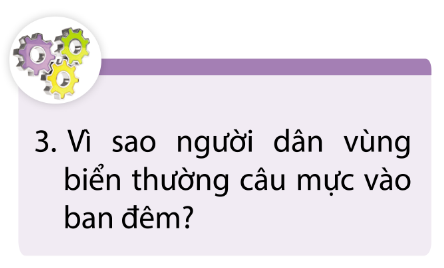 3. Vì sao người dân vùng
biển thường câu mực vào
ban đêm?